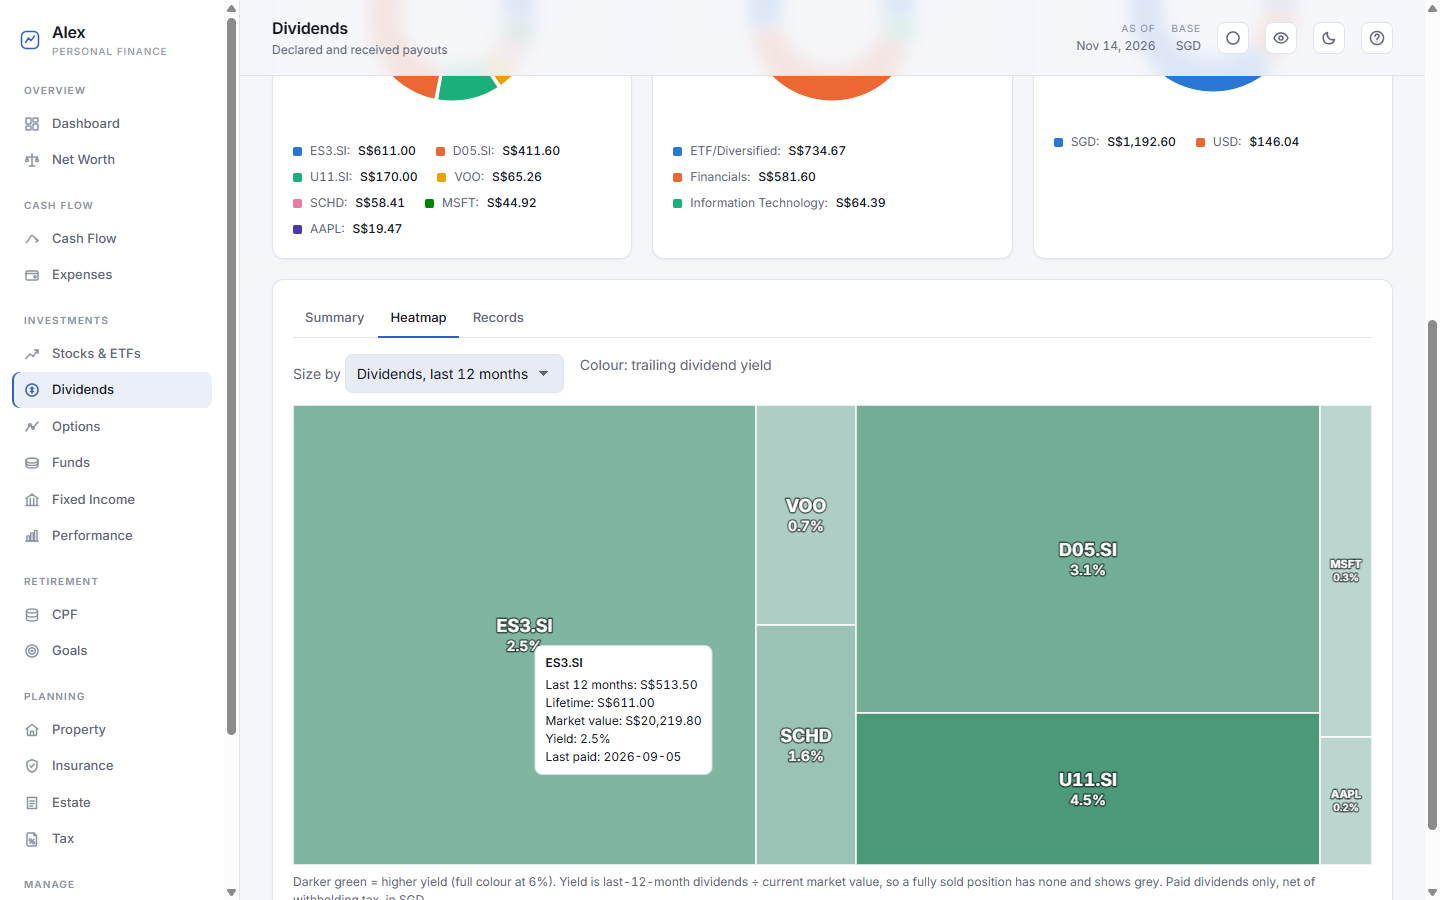 Alex
PERSONAL FINANCE
OVERVIEW
Dashboard
Net Worth
CASH FLOW
Cash Flow
Expenses
INVESTMENTS
Stocks & ETFs
Dividends
Options
Funds
Fixed Income
Performance
RETIREMENT
CPF
Goals
PLANNING
Property
Insurance
Estate
Tax
MANAGE
Dividends
Declared and received payouts
AS OF
Nov 14, 2026
BASE
SGD
ES3.SI: S$611.00 D05.SI: S$411.60
U11.SI: S$170.00 VOO: S$65.26
SCHD: S$58.41 MSFT: S$44.92
AAPL: S$19.47
ETF/Diversified: S$734.67
Financials: S$581.60
Information Technology: S$64.39
SGD: S$1,192.60 USD: $146.04
Summary Heatmap Records
Size by Dividends, last 12 months Colour: trailing dividend yield
ES3.SI
2.5%
ES3.SI
Last 12 months: S$513.50
Lifetime: S$611.00
Market value: S$20,219.80
Yield: 2.5%
Last paid: 2026-09-05
VOO
0.7%
SCHD
1.6%
D05.SI
3.1%
U11.SI
4.5%
MSFT
0.3%
AAPL
0.2%
Darker green = higher yield (full colour at 6%). Yield is last-12-month dividends ÷ current market value, so a fully sold position has none and shows grey. Paid dividends only, net of
withholding tax, in SGD